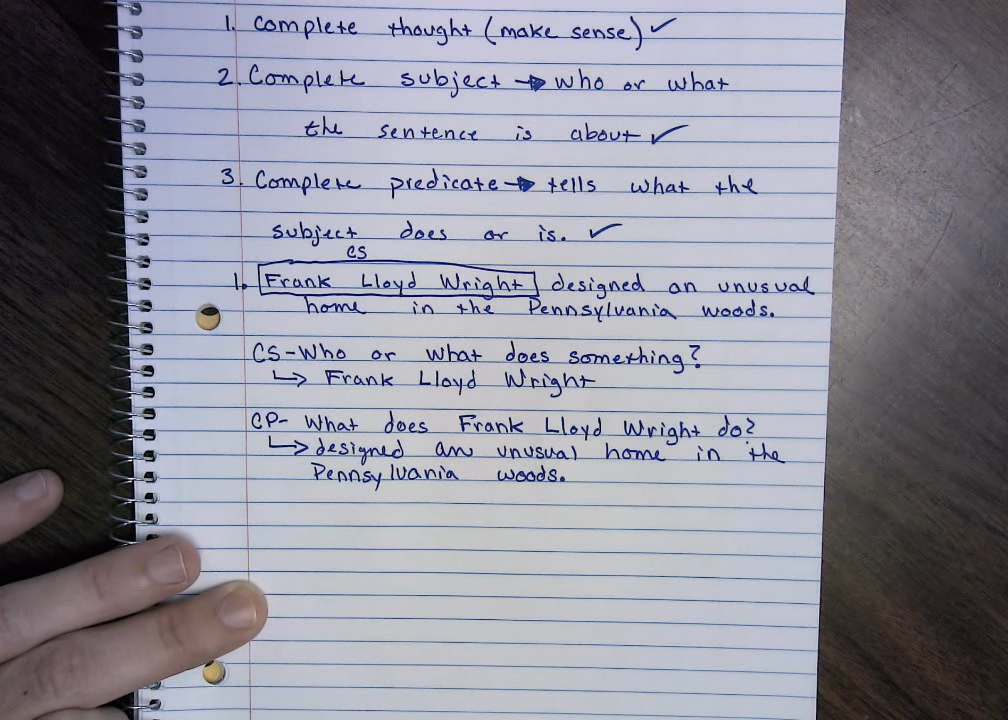 1. Complete thought (make sense) ✓
2. Complete subject → who or what
the sentence is about ✓
3. Complete predicate → tells what the
subject does or is. ✓
CS
1. Frank Lloyd Wright designed an unusual
home in the Pennsylvania woods.
CS-Who or what does something?
↳ Frank Lloyd Wright
CP- What does Frank Lloyd Wright do?
↳ designed an unusual home in the
Pennsylvania woods.